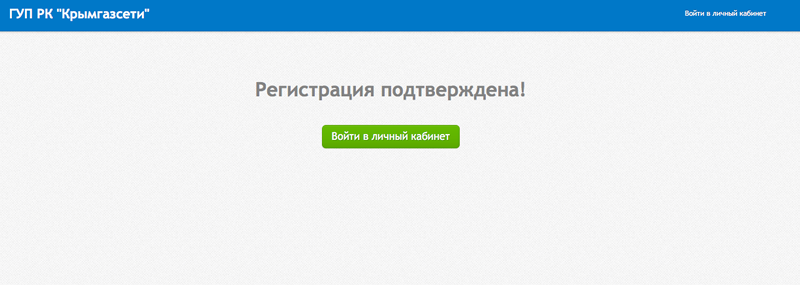 ГУП РК "Крымгазсети"
Войти в личный кабинет
Регистрация подтверждена!
Войти в личный кабинет